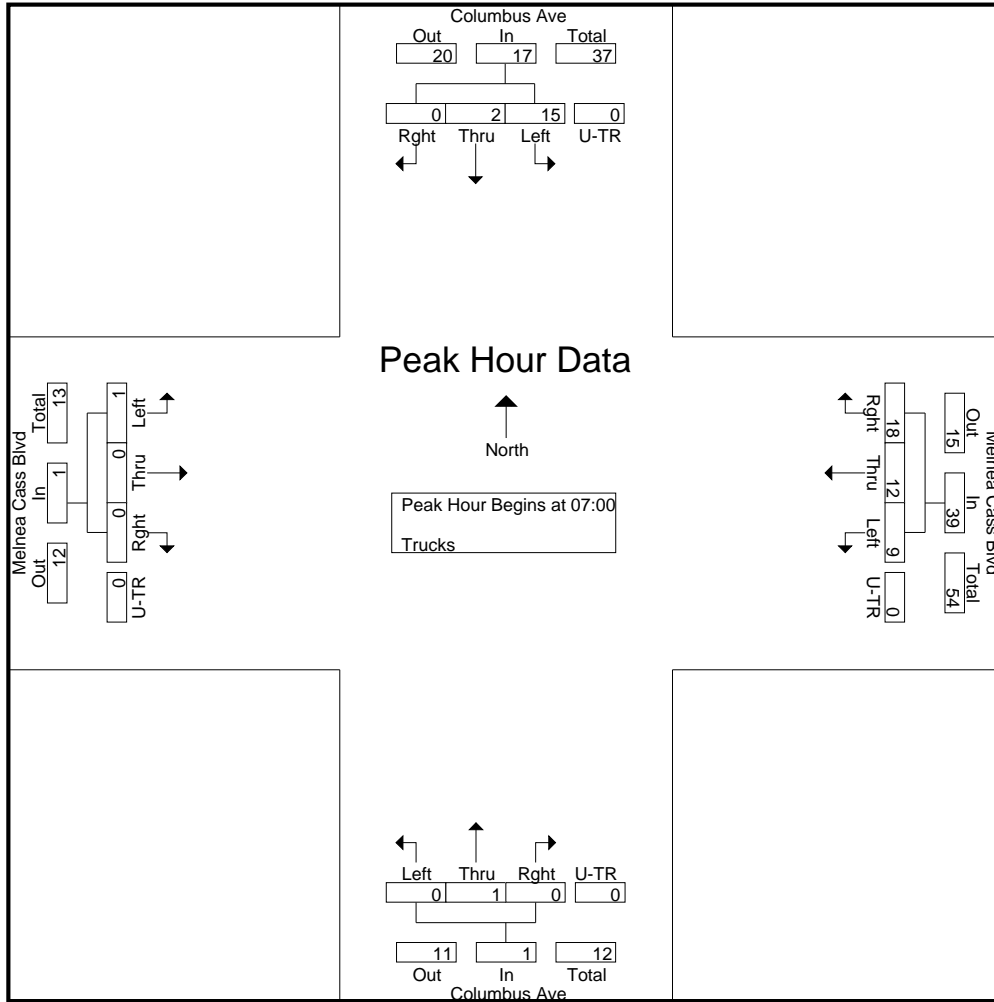 Columbus Ave
Out In Total
20 17 37
0 2 15 0
Rght Thru Left U-TR
Peak Hour Data
North
Peak Hour Begins at 07:00
Trucks
Melnea Cass Blvd
Out In Total
12 1 13
1 0 0 0
Left Thru Rght U-TR
Melnea Cass Blvd
Out In Total
15 39 54
18 12 9 0
Rght Thru Left U-TR
Left Thru Rght U-TR
0 1 0 0
11 1 12
Out In Total
Columbus Ave